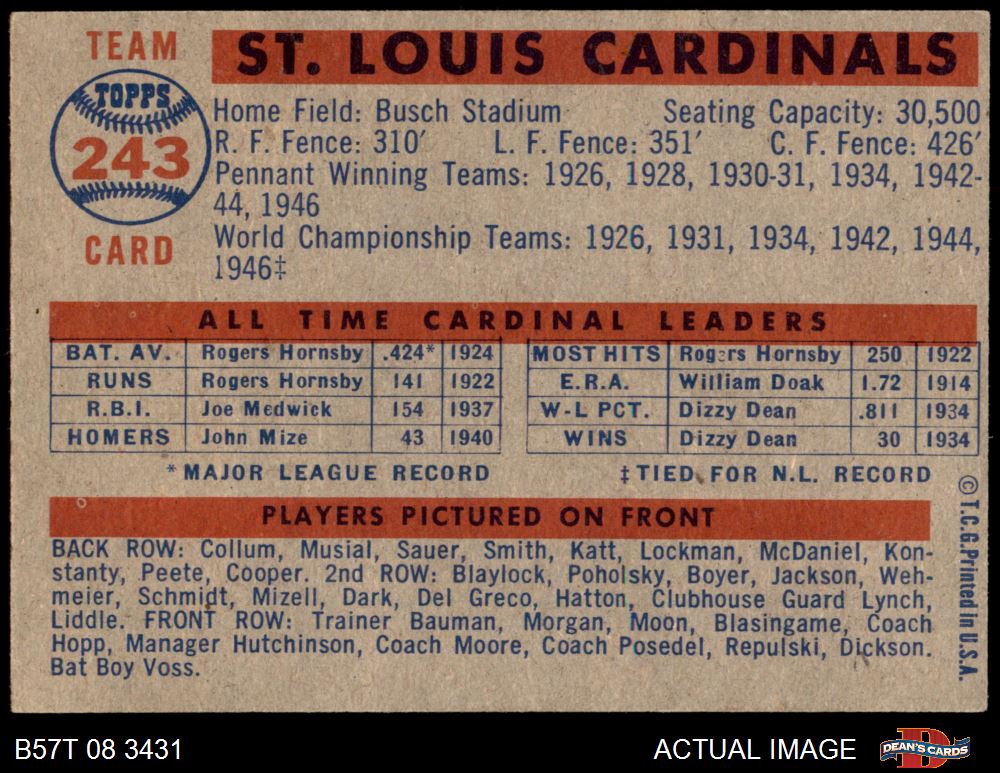 TEAM
ST. LOUIS CARDINALS
TOPPS
243
CARD
Home Field: Busch Stadium Seating Capacity: 30,500
R. F. Fence: 310′ L. F. Fence: 351′ C. F. Fence: 426′
Pennant Winning Teams: 1926, 1928, 1930-31, 1934, 1942-
44, 1946
World Championship Teams: 1926, 1931, 1934, 1942, 1944,
1946‡
ALL TIME CARDINAL LEADERS
BAT. AV. Rogers Hornsby .424* 1924 MOST HITS Rogers Hornsby 250 1922
RUNS Rogers Hornsby 141 1922 E.R.A. William Doak 1.72 1914
R.B.I. Joe Medwick 154 1937 W-L PCT. Dizzy Dean .811 1934
HOMERS John Mize 43 1940 WINS Dizzy Dean 30 1934
*MAJOR LEAGUE RECORD ‡TIED FOR N.L. RECORD
PLAYERS PICTURED ON FRONT
BACK ROW: Collum, Musial, Sauer, Smith, Katt, Lockman, McDaniel, Kon-
stanty, Peete, Cooper. 2nd ROW: Blaylock, Poholsky, Boyer, Jackson, Weh-
meier, Schmidt, Mizell, Dark, Del Greco, Hatton, Clubhouse Guard Lynch,
Liddle. FRONT ROW: Trainer Bauman, Morgan, Moon, Blasingame, Coach
Hopp, Manager Hutchinson, Coach Moore, Coach Posedel, Repulski, Dickson.
Bat Boy Voss.
© T.C.G. Printed in U.S.A.
B57T 08 3431 ACTUAL IMAGE DEAN'S CARDS